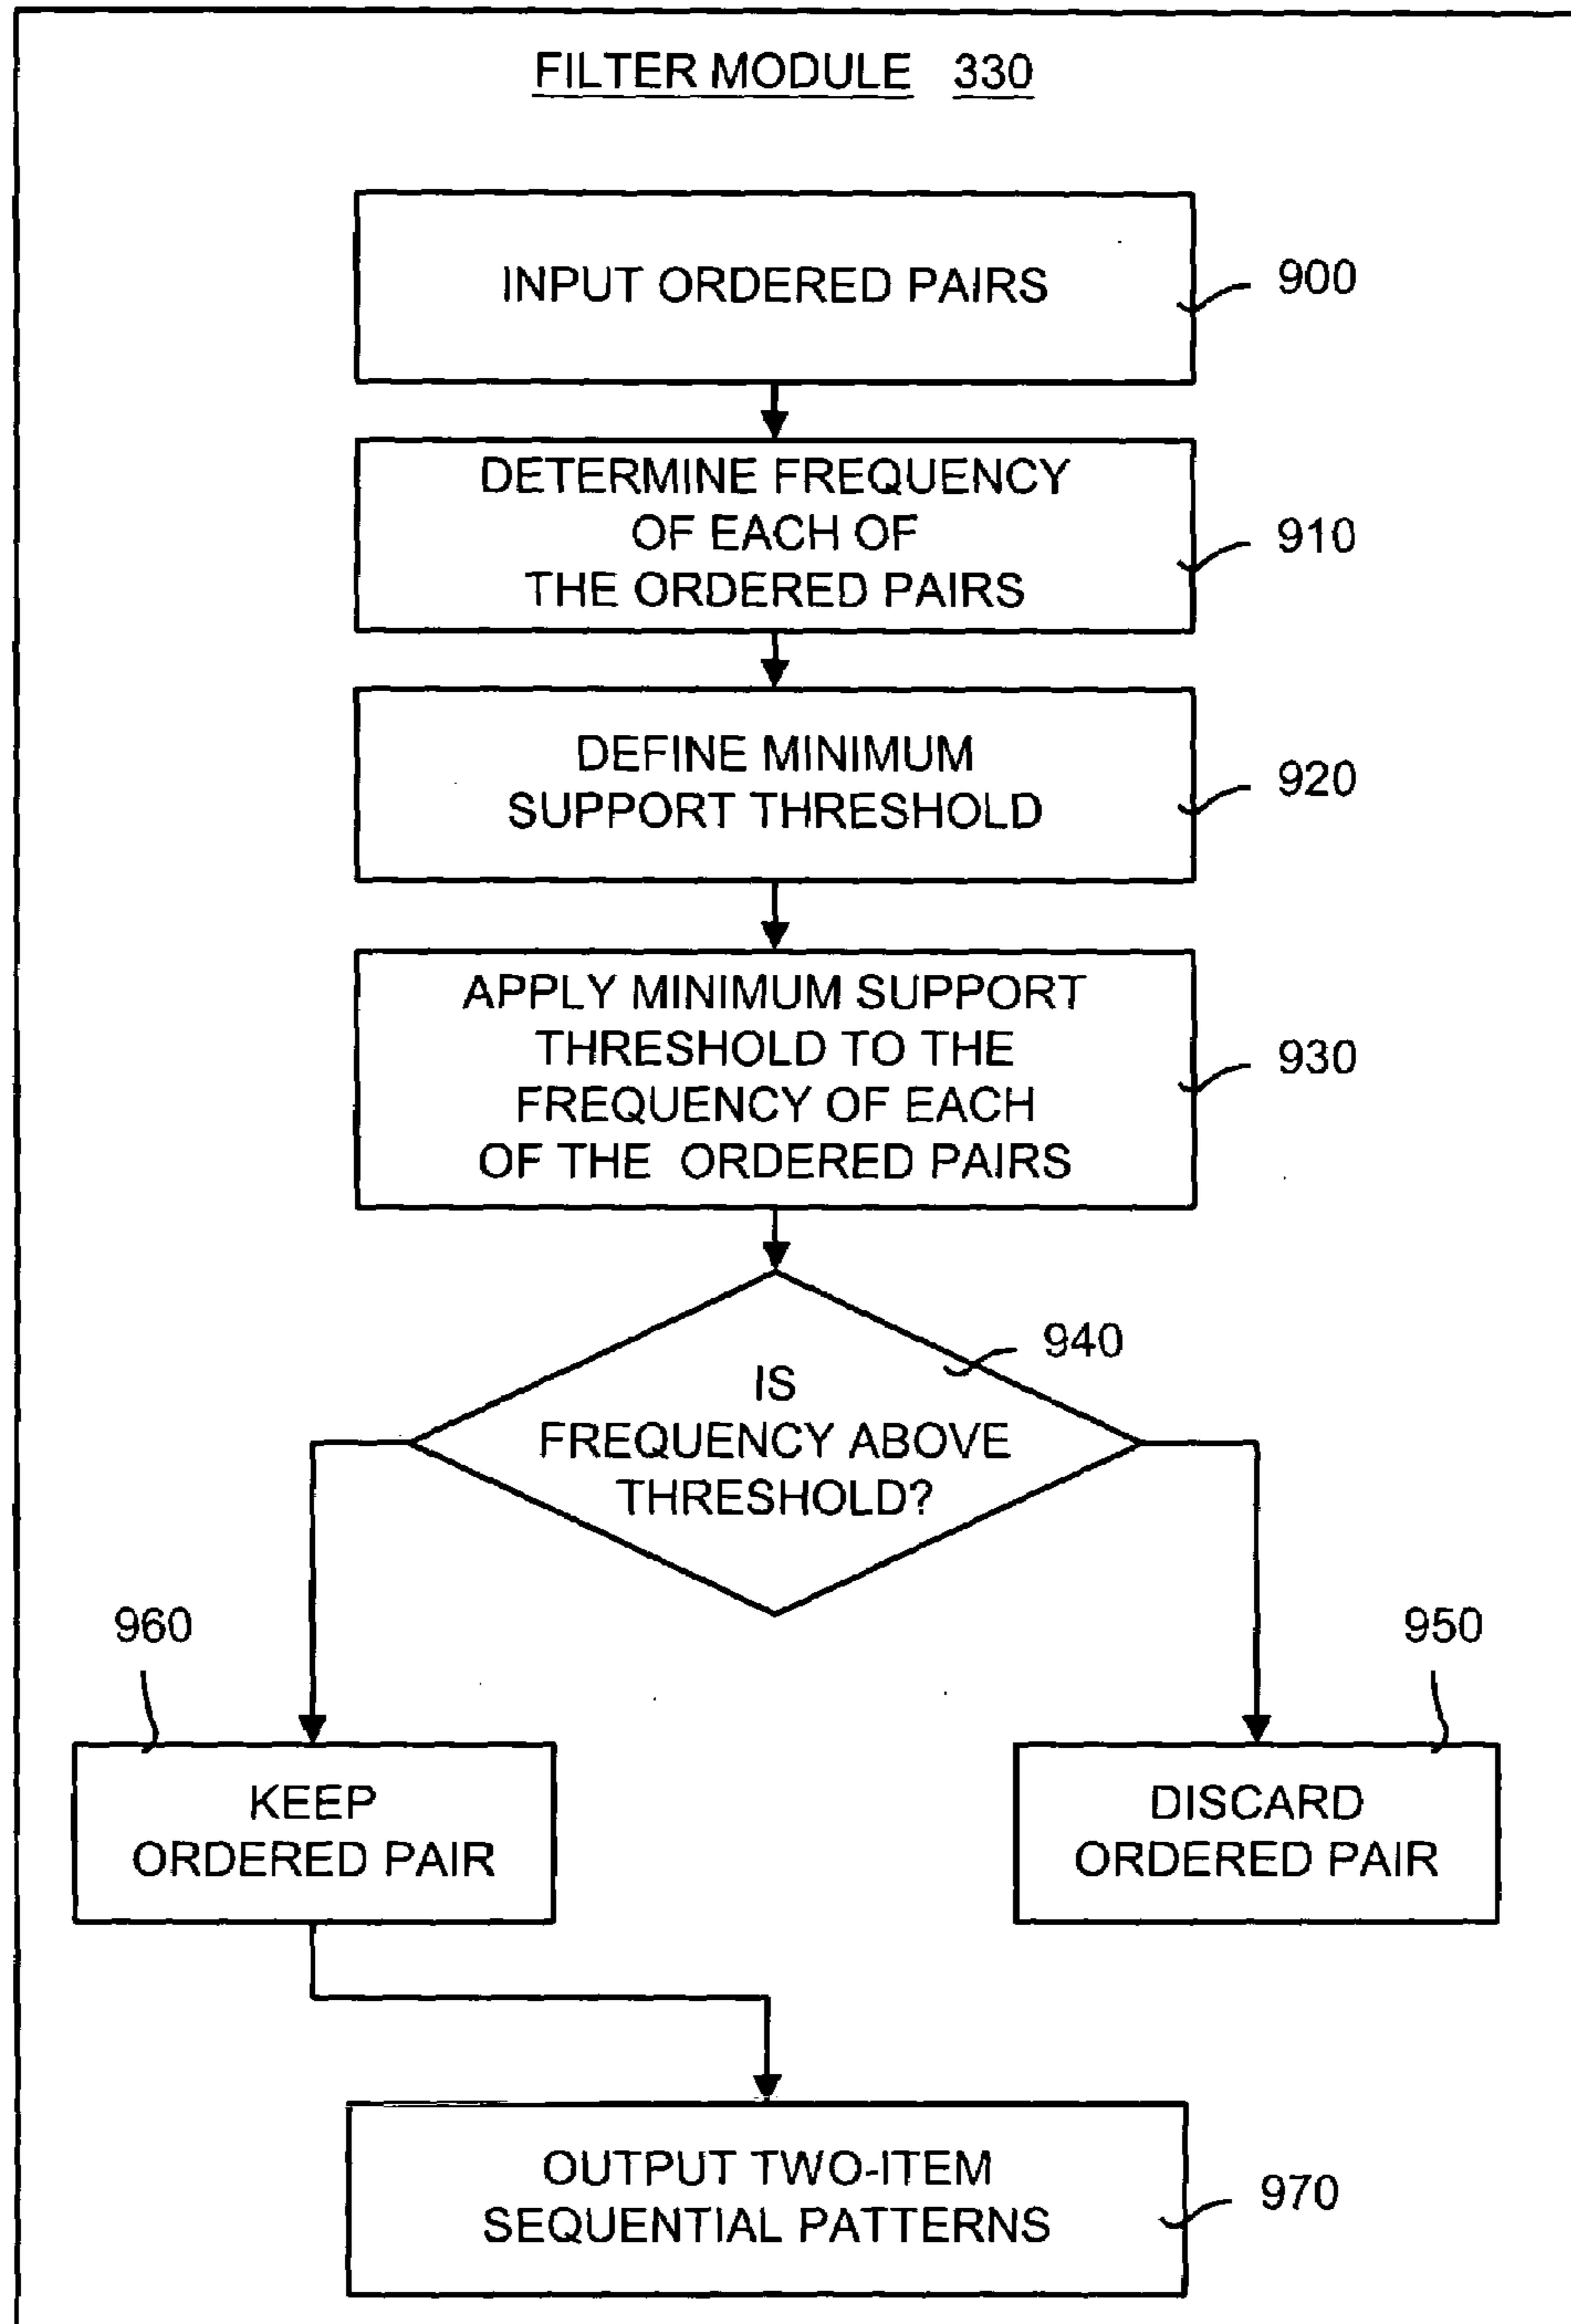 FILTER MODULE 330
INPUT ORDERED PAIRS
900
DETERMINE FREQUENCY
OF EACH OF
THE ORDERED PAIRS
910
DEFINE MINIMUM
SUPPORT THRESHOLD
920
APPLY MINIMUM SUPPORT
THRESHOLD TO THE
FREQUENCY OF EACH
OF THE ORDERED PAIRS
930
940
IS
FREQUENCY ABOVE
THRESHOLD?
960
950
KEEP
ORDERED PAIR
DISCARD
ORDERED PAIR
OUTPUT TWO-ITEM
SEQUENTIAL PATTERNS
970